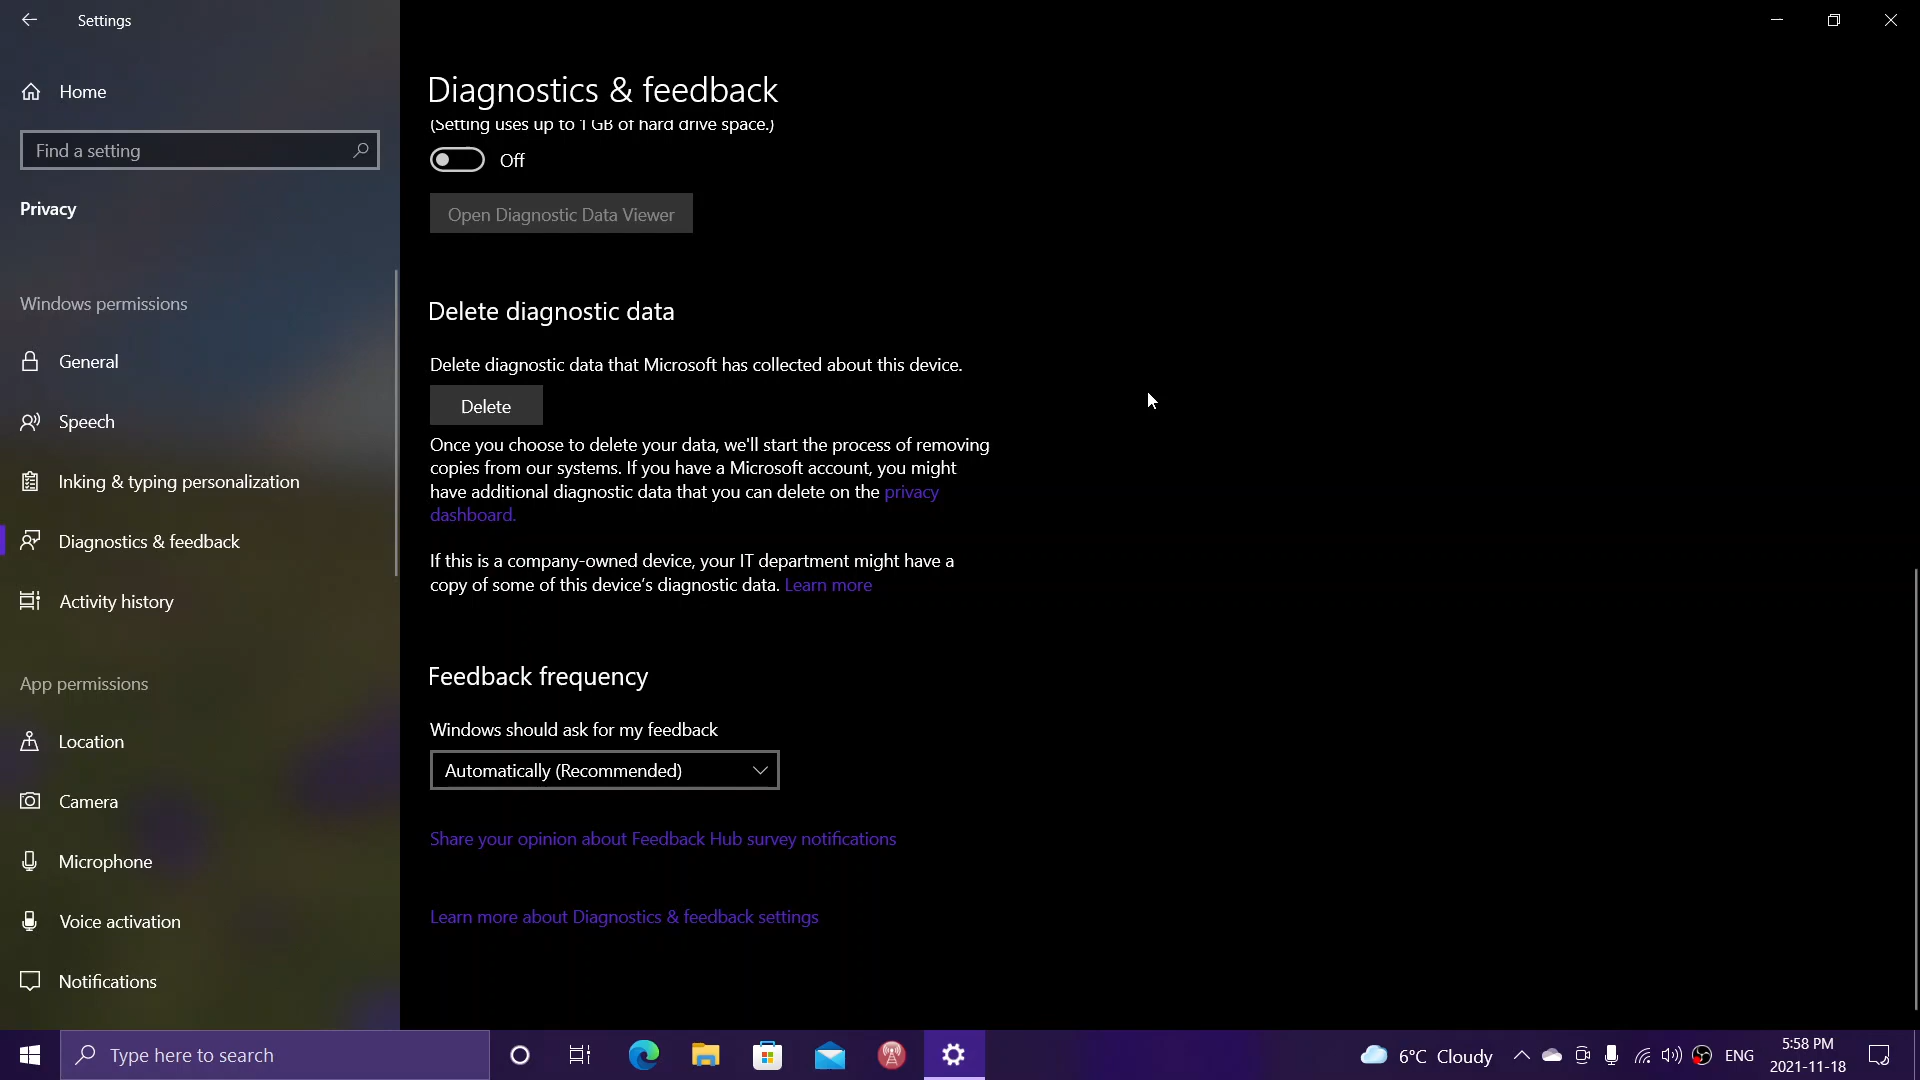 Settings
Home
Find a setting
Privacy
Windows permissions
General
Speech
Inking & typing personalization
Diagnostics & feedback
Activity history
App permissions
Location
Camera
Microphone
Voice activation
Notifications
Diagnostics & feedback
(Setting uses up to 1 GB of hard drive space.)
Off
Open Diagnostic Data Viewer
Delete diagnostic data
Delete diagnostic data that Microsoft has collected about this device.
Delete
Once you choose to delete your data, we'll start the process of removing
copies from our systems. If you have a Microsoft account, you might
have additional diagnostic data that you can delete on the privacy
dashboard.
If this is a company-owned device, your IT department might have a
copy of some of this device's diagnostic data. Learn more
Feedback frequency
Windows should ask for my feedback
Automatically (Recommended)
Share your opinion about Feedback Hub survey notifications
Learn more about Diagnostics & feedback settings
Type here to search
6°C Cloudy
ENG
5:58 PM
2021-11-18